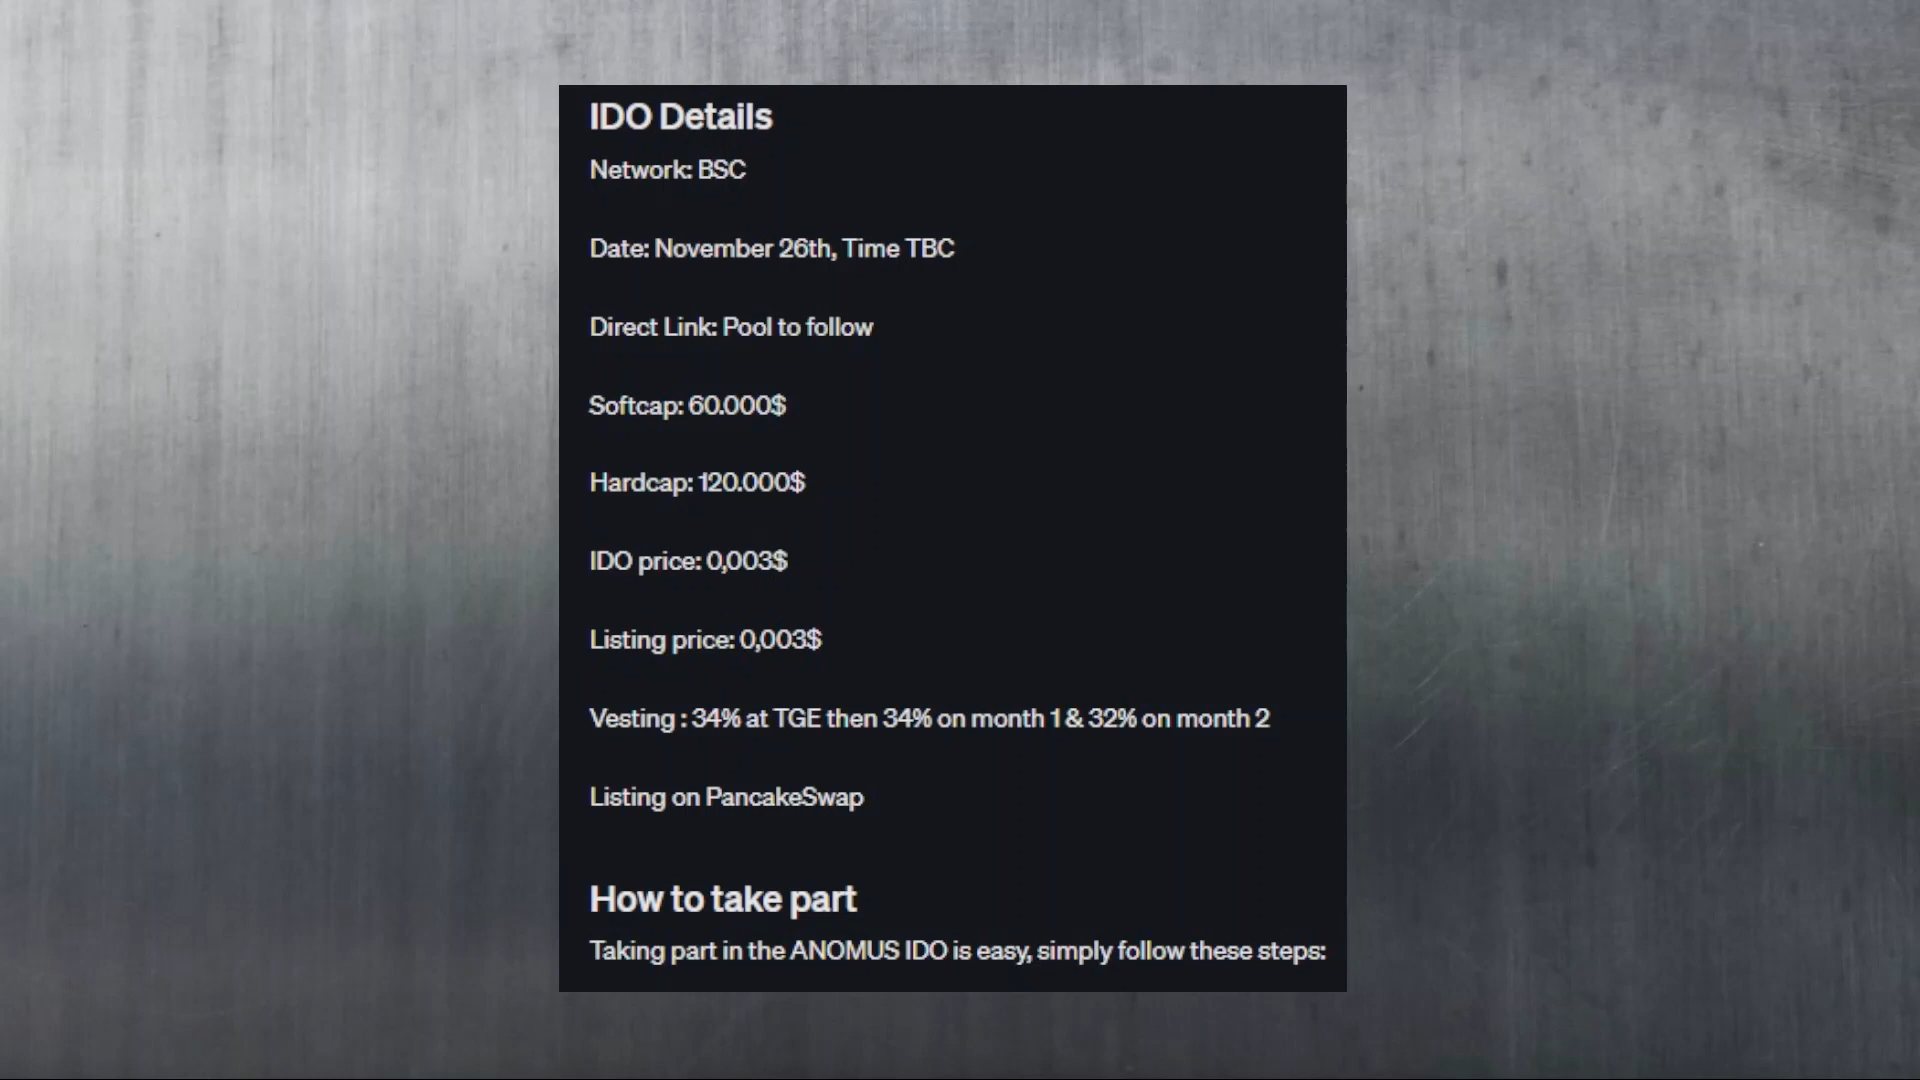 IDO Details
Network: BSC
Date: November 26th, Time TBC
Direct Link: Pool to follow
Softcap: 60.000$
Hardcap: 120.000$
IDO price: 0,003$
Listing price: 0,003$
Vesting : 34% at TGE then 34% on month 1 & 32% on month 2
Listing on PancakeSwap
How to take part
Taking part in the ANOMUS IDO is easy, simply follow these steps: